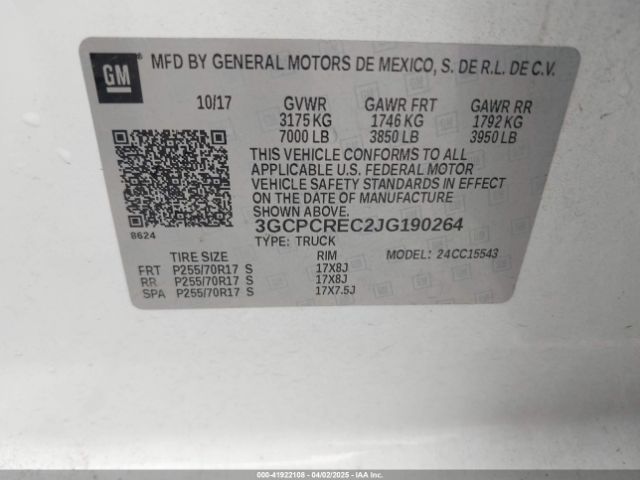 GM
MFD BY GENERAL MOTORS DE MEXICO, S. DE R.L. DE C.V.
10/17 GVWR GAWR FRT GAWR RR
3175 KG 1746 KG 1792 KG
7000 LB 3850 LB 3950 LB
THIS VEHICLE CONFORMS TO ALL
APPLICABLE U.S. FEDERAL MOTOR
VEHICLE SAFETY STANDARDS IN EFFECT
ON THE DATE OF MANUFACTURE
SHOWN ABOVE.
3GCPCREC2JG190264
8624
TYPE: TRUCK MODEL: 24CC15543
TIRE SIZE RIM
FRT P255/70R17 S 17X8J
RR P255/70R17 S 17X8J
SPA P255/70R17 S 17X7.5J
000-41922108 - 04/02/2025 - IAAI.COM